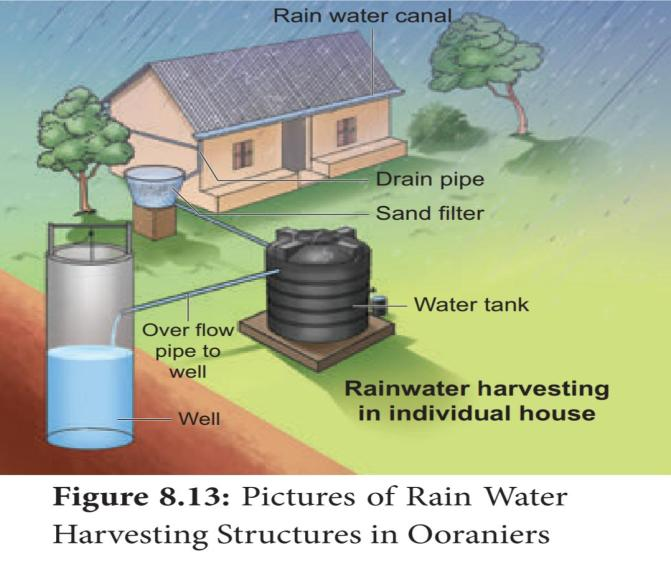 Rain water canal
Drain pipe
Sand filter
Water tank
Over flow
pipe to
well
Well
Rainwater harvesting
in individual house
Figure 8.13: Pictures of Rain Water
Harvesting Structures in Ooraniers